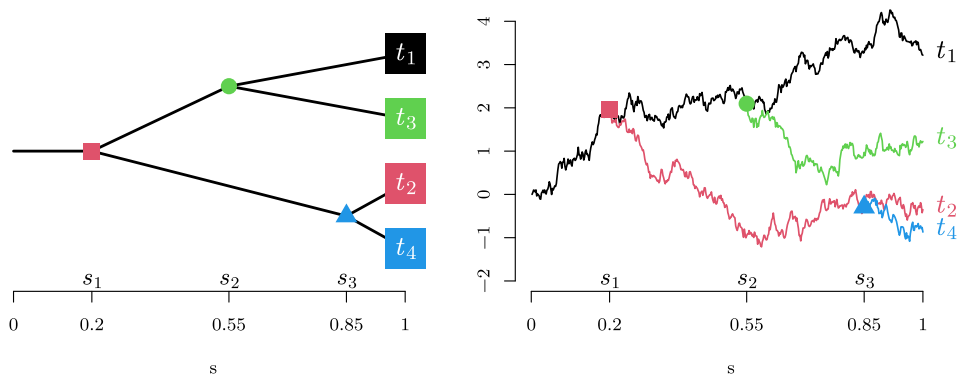 t₁
t₃
t₂
t₄
s₁ s₂ s₃
0 0.2 0.55 0.85 1
s
4
3
2
1
0
−1
−2
t₁
t₃
t₂
t₄
s₁ s₂ s₃
0 0.2 0.55 0.85 1
s